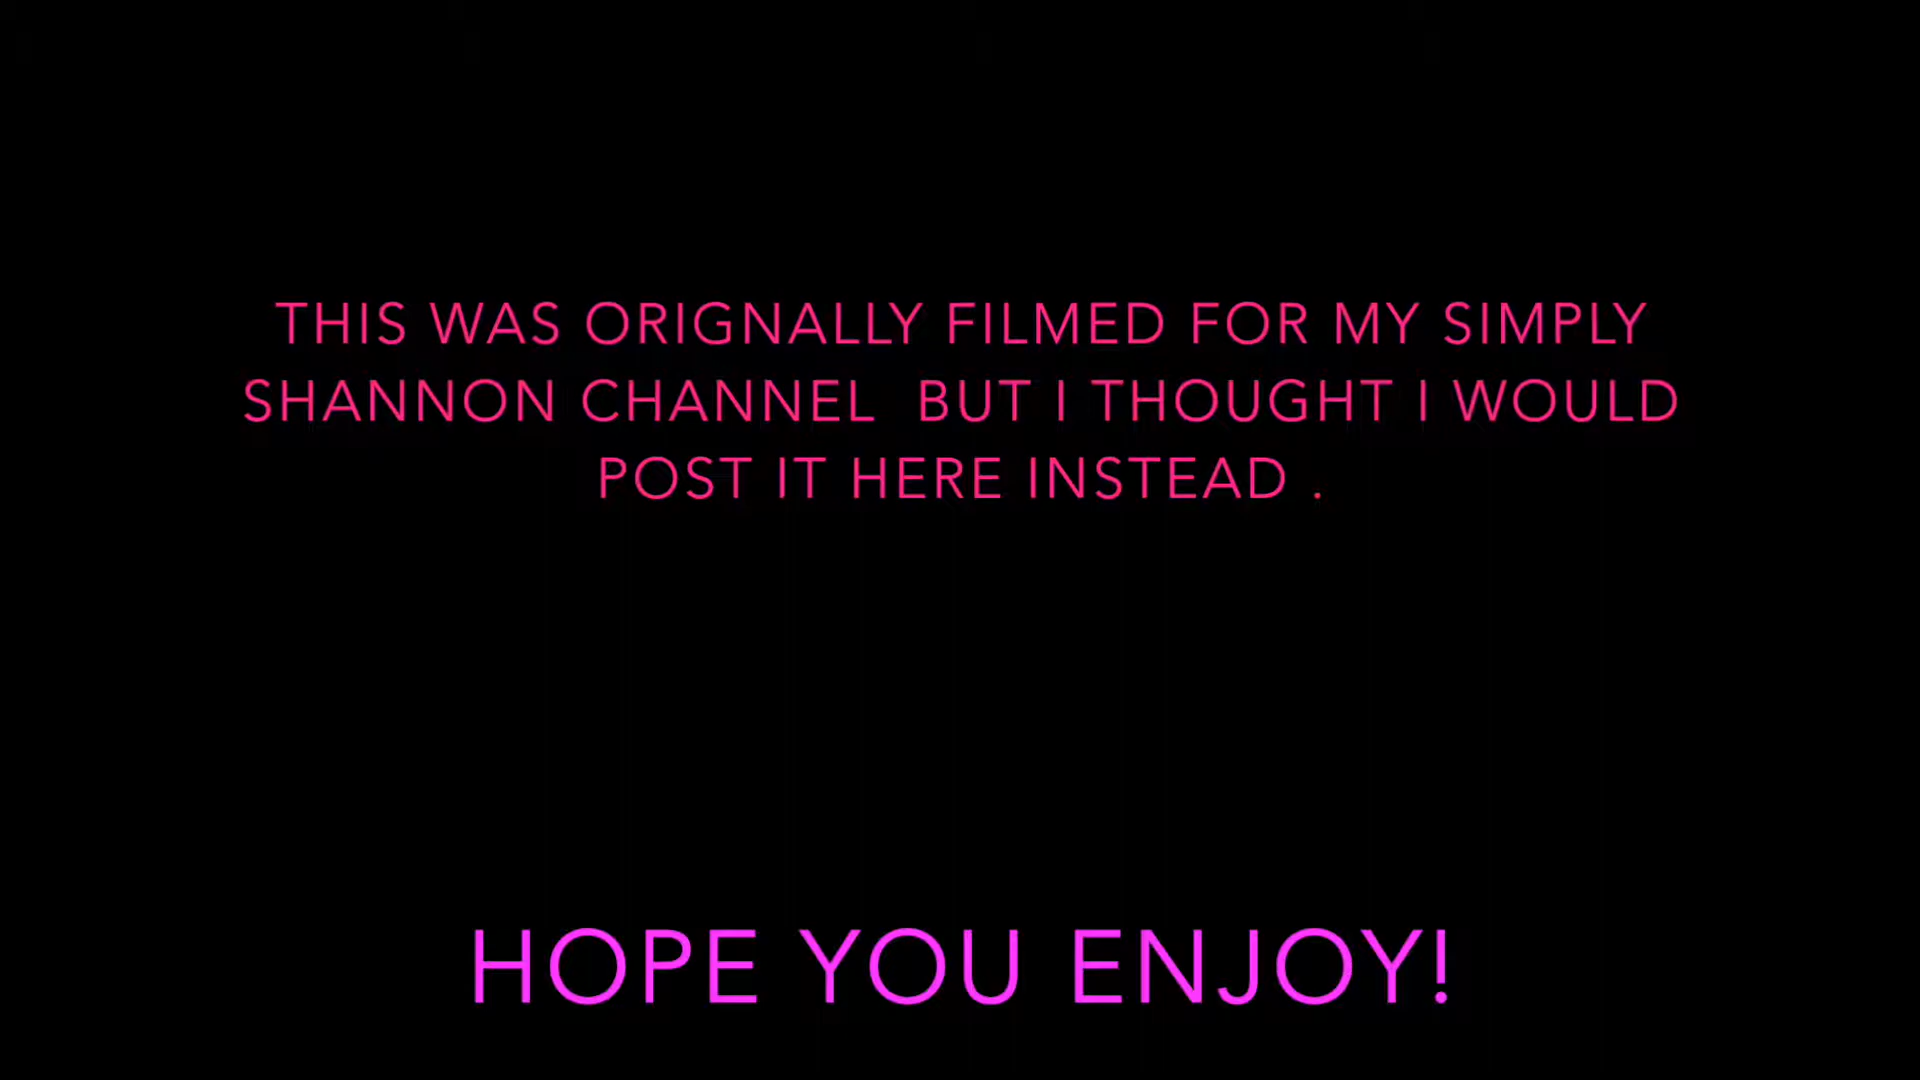 THIS WAS ORIGNALLY FILMED FOR MY SIMPLY
SHANNON CHANNEL  BUT I THOUGHT I WOULD
POST IT HERE INSTEAD .
HOPE YOU ENJOY!